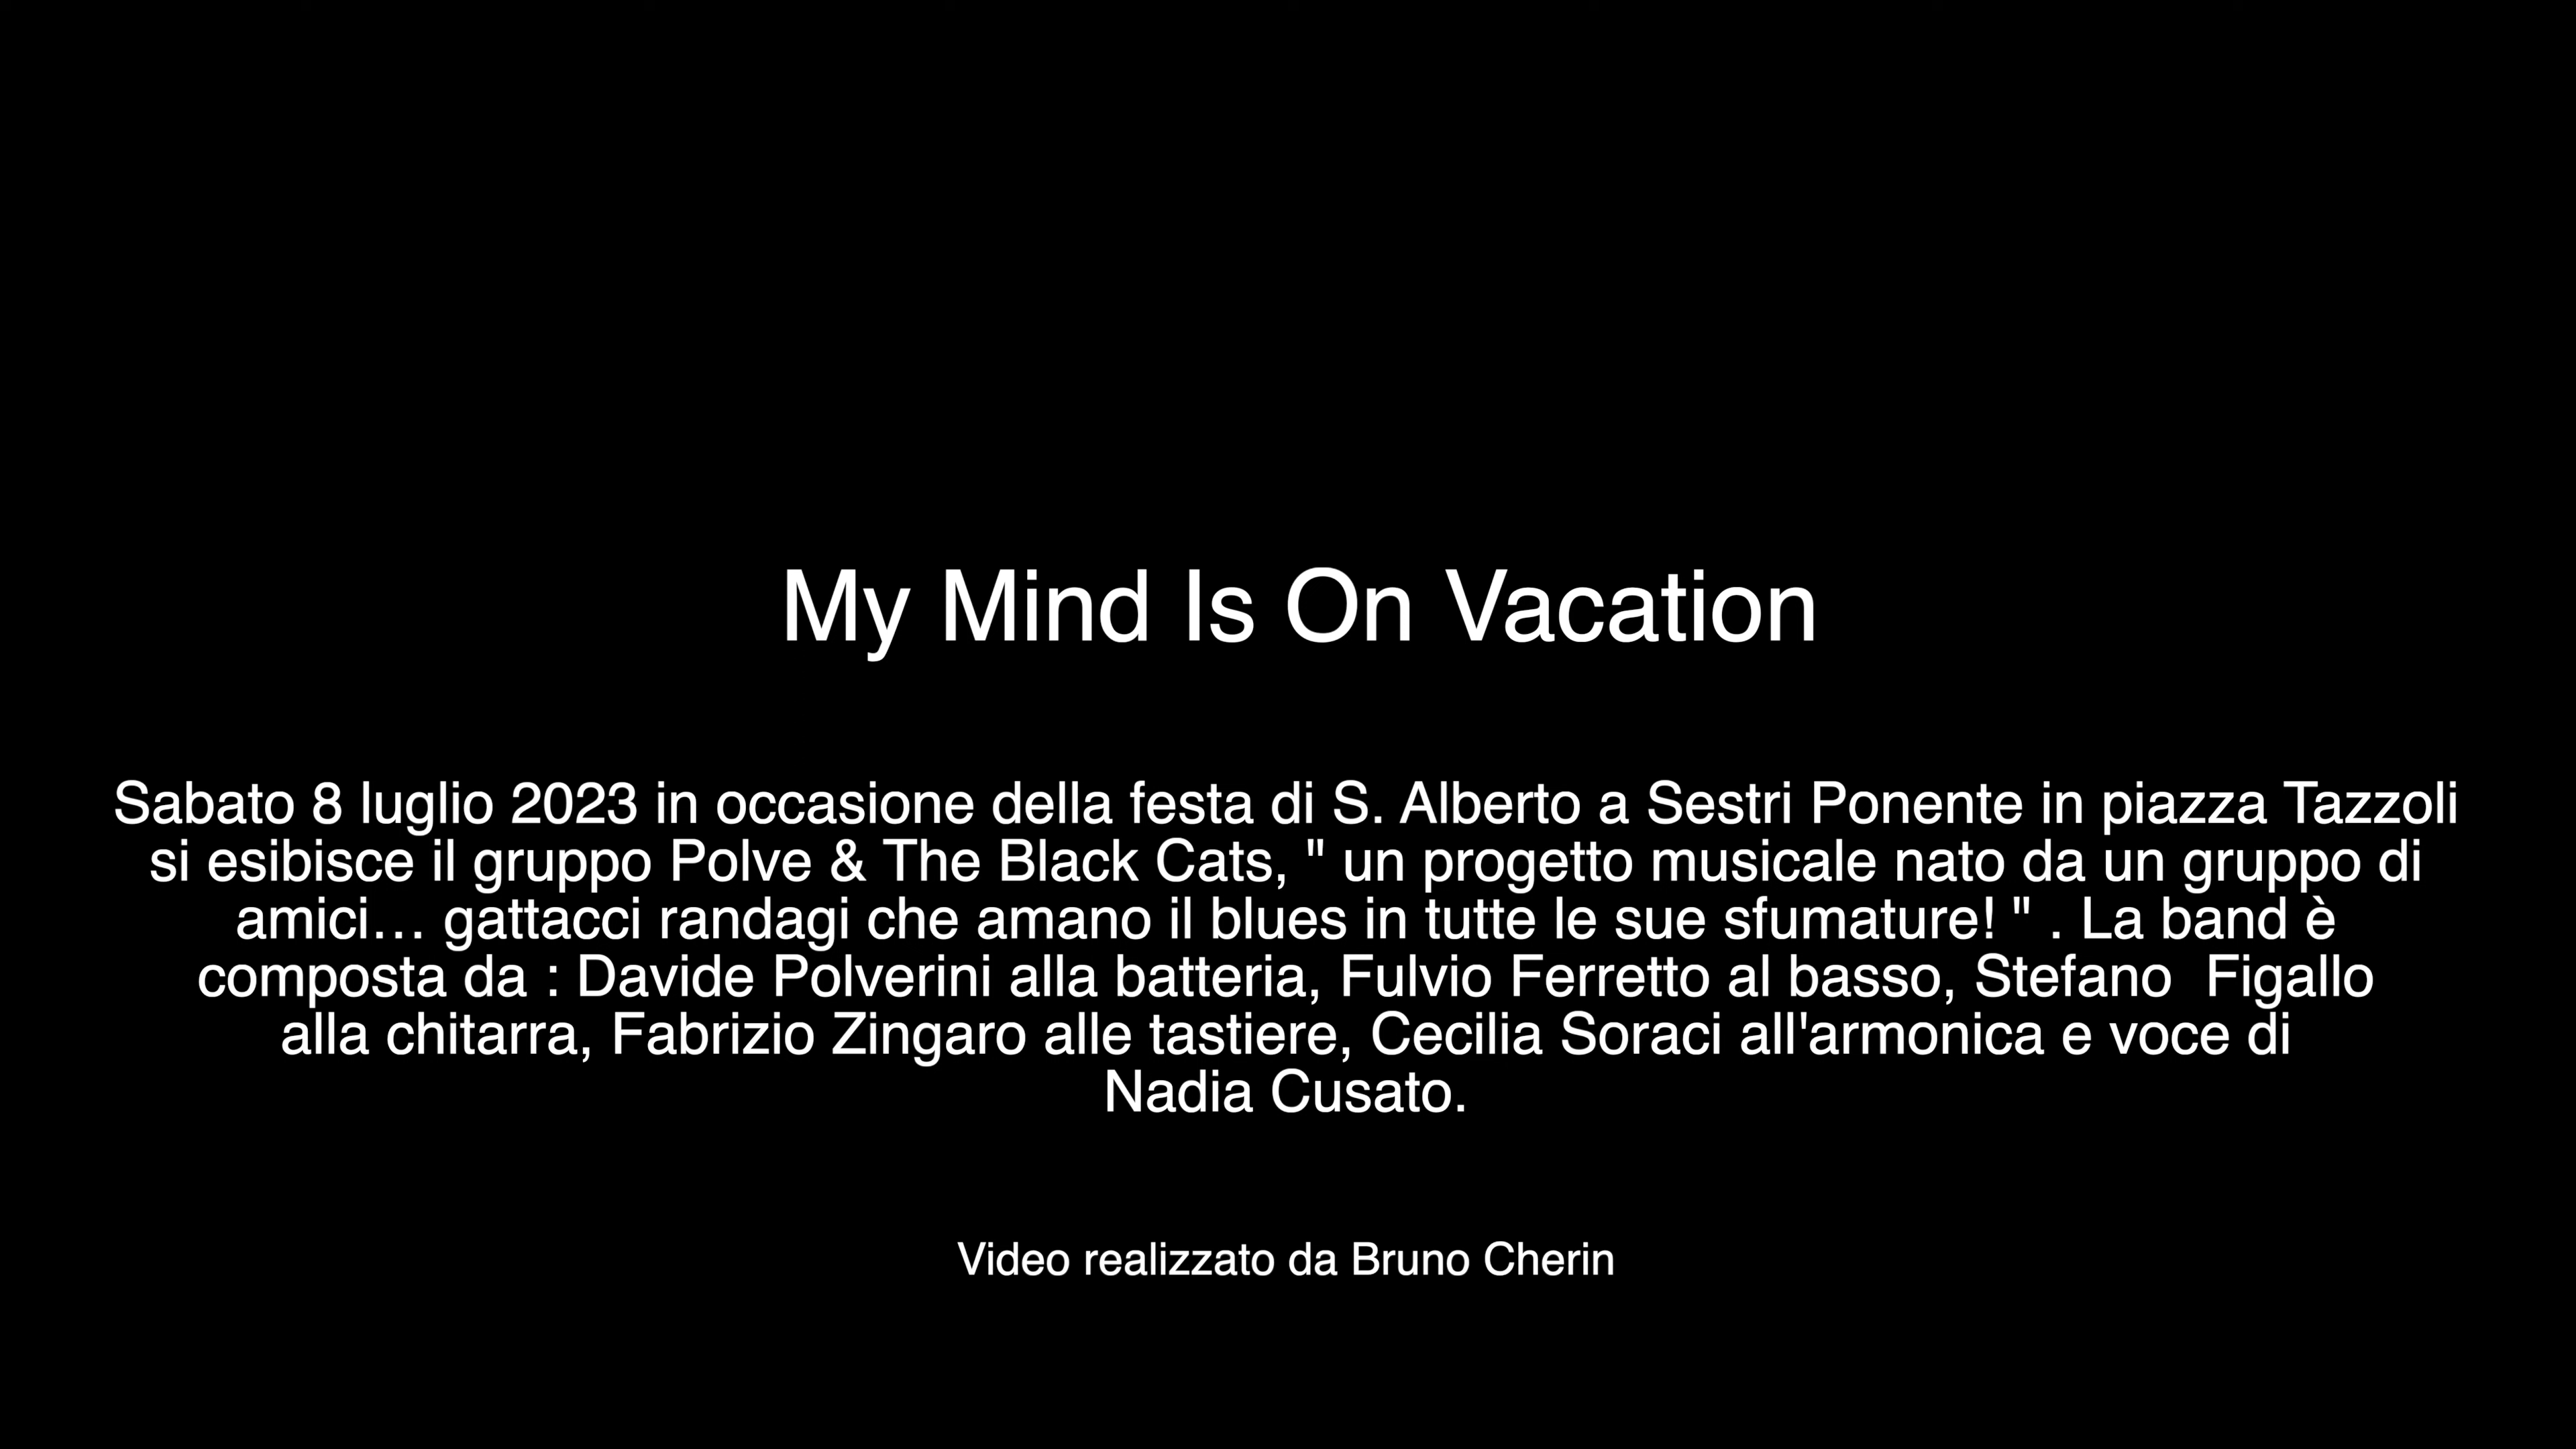 My Mind Is On Vacation
Sabato 8 luglio 2023 in occasione della festa di S. Alberto a Sestri Ponente in piazza Tazzoli
si esibisce il gruppo Polve & The Black Cats, " un progetto musicale nato da un gruppo di
amici... gattacci randagi che amano il blues in tutte le sue sfumature! " . La band è
composta da : Davide Polverini alla batteria, Fulvio Ferretto al basso, Stefano  Figallo
alla chitarra, Fabrizio Zingaro alle tastiere, Cecilia Soraci all'armonica e voce di
Nadia Cusato.
Video realizzato da Bruno Cherin